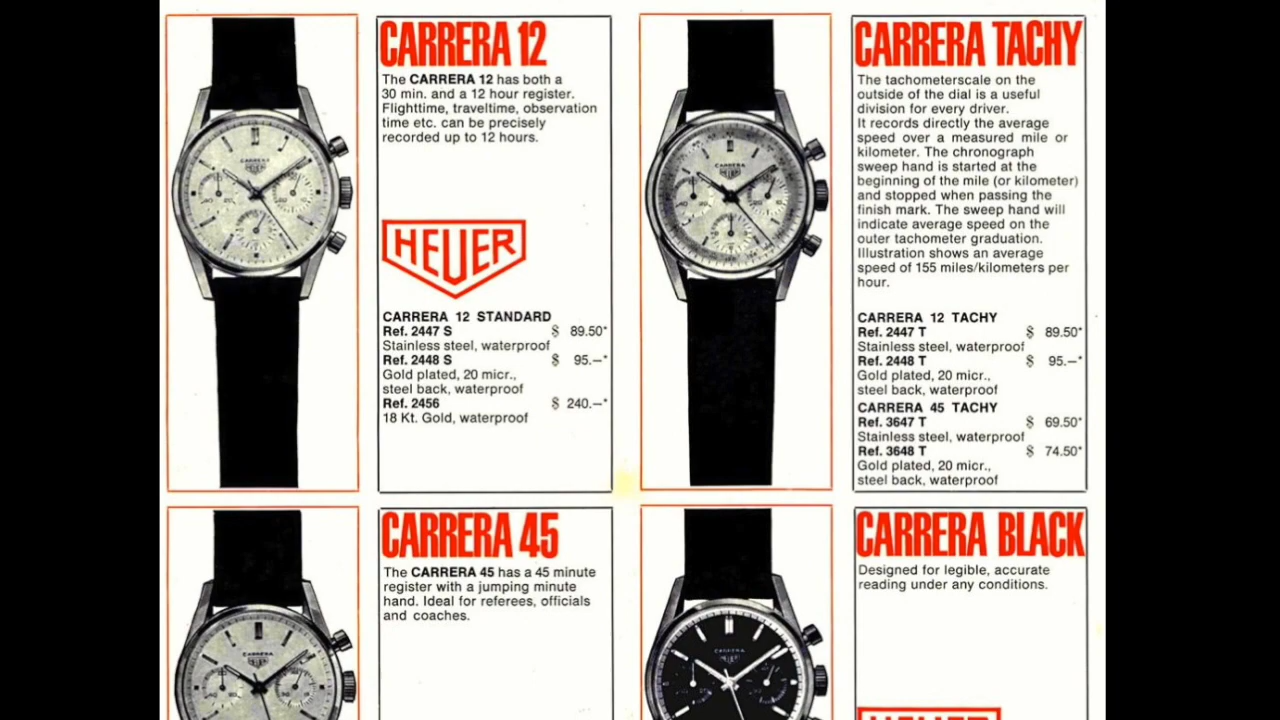 CARRERA 12
The CARRERA 12 has both a
30 min. and a 12 hour register.
Flighttime, traveltime, observation
time etc. can be precisely
recorded up to 12 hours.
HEUER
CARRERA 12 STANDARD
Ref. 2447 S $ 89.50*
Stainless steel, waterproof
Ref. 2448 S $ 95.—*
Gold plated, 20 micr.,
steel back, waterproof
Ref. 2456 $ 240.—*
18 Kt. Gold, waterproof
CARRERA TACHY
The tachometerscale on the
outside of the dial is a useful
division for every driver.
It records directly the average
speed over a measured mile or
kilometer. The chronograph
sweep hand is started at the
beginning of the mile (or kilometer)
and stopped when passing the
finish mark. The sweep hand will
indicate average speed on the
outer tachometer graduation.
Illustration shows an average
speed of 155 miles/kilometers per
hour.
CARRERA 12 TACHY
Ref. 2447 T $ 89.50*
Stainless steel, waterproof
Ref. 2448 T $ 95.—*
Gold plated, 20 micr.,
steel back, waterproof
CARRERA 45 TACHY
Ref. 3647 T $ 69.50*
Stainless steel, waterproof
Ref. 3648 T $ 74.50*
Gold plated, 20 micr.,
steel back, waterproof
CARRERA 45
The CARRERA 45 has a 45 minute
register with a jumping minute
hand. Ideal for referees, officials
and coaches.
CARRERA BLACK
Designed for legible, accurate
reading under any conditions.
HEUER
CARRERA
HEUER
CARRERA
HEUER
CARRERA
HEUER
CARRERA
HEUER